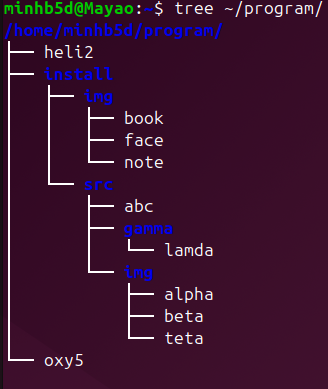 minhb5d@Mayao:~$ tree ~/program/
/home/minhb5d/program/
├── heli2
├── install
│   ├── img
│   │   ├── book
│   │   ├── face
│   │   └── note
│   └── src
│       ├── abc
│       ├── gamma
│       │   └── lamda
│       └── img
│           ├── alpha
│           ├── beta
│           └── teta
└── oxy5